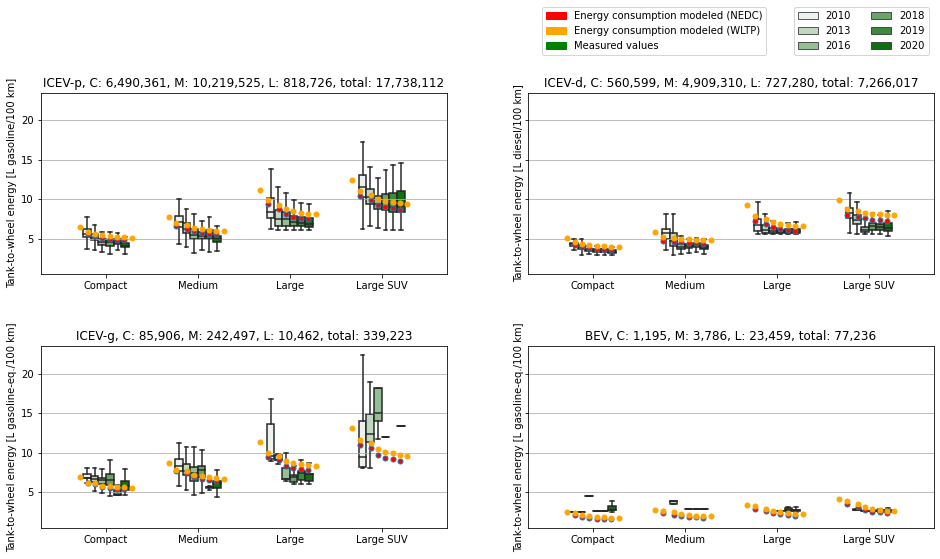 Energy consumption modeled (NEDC)
Energy consumption modeled (WLTP)
Measured values
2010
2013
2016
2018
2019
2020
ICEV-p, C: 6,490,361, M: 10,219,525, L: 818,726, total: 17,738,112
Tank-to-wheel energy [L gasoline/100 km]
20
15
10
5
Compact
Medium
Large
Large SUV
ICEV-d, C: 560,599, M: 4,909,310, L: 727,280, total: 7,266,017
Tank-to-wheel energy [L diesel/100 km]
Compact
Medium
Large
Large SUV
ICEV-g, C: 85,906, M: 242,497, L: 10,462, total: 339,223
Tank-to-wheel energy [L gasoline-eq./100 km]
20
15
10
5
Compact
Medium
Large
Large SUV
BEV, C: 1,195, M: 3,786, L: 23,459, total: 77,236
Tank-to-wheel energy [L gasoline-eq./100 km]
Compact
Medium
Large
Large SUV